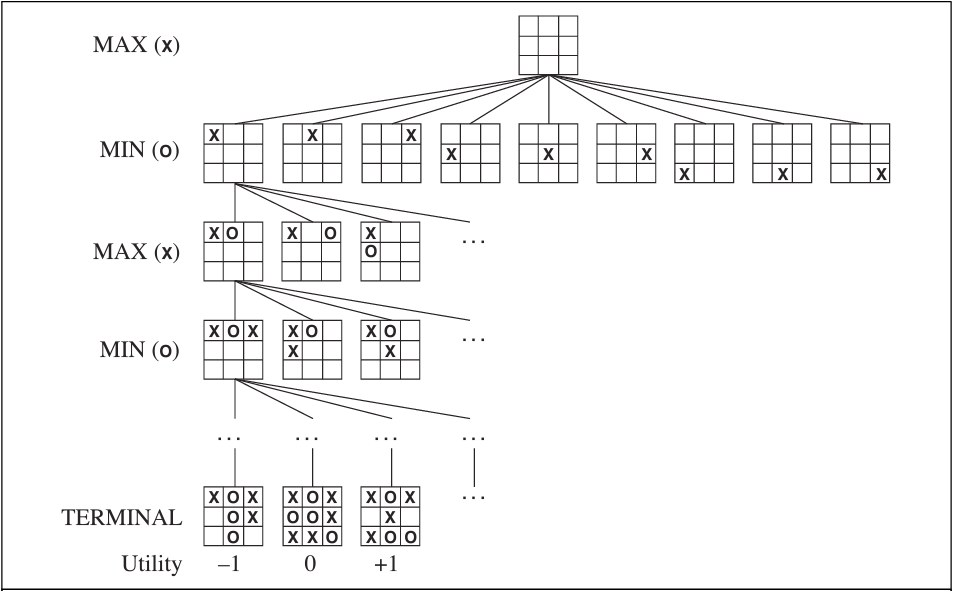 MAX (X)
X X X X X X X X X
MIN (O)
X O X O X ...
MAX (X) O
X O X X O X O ...
MIN (O) X X
... ... ... ...
X O X X O X X O X ...
TERMINAL O X O O X X
O X X O X O O
Utility –1 0 +1